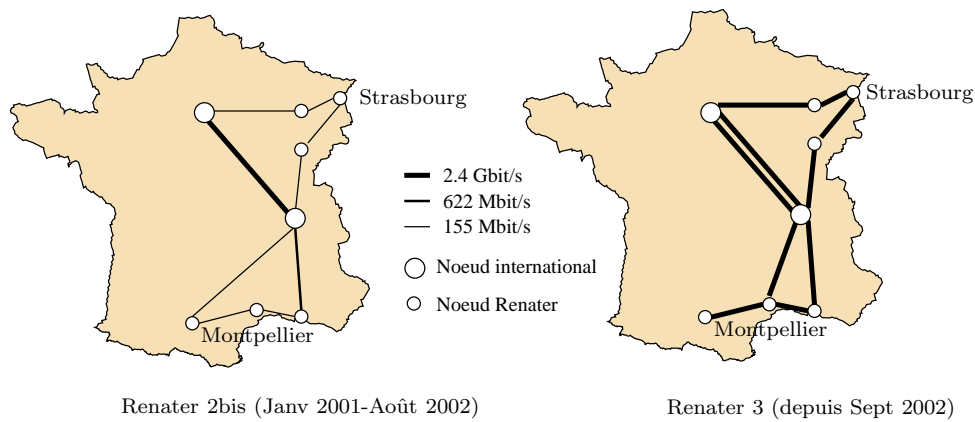 Strasbourg
Strasbourg
2.4 Gbit/s
622 Mbit/s
155 Mbit/s
Noeud international
Noeud Renater
Montpellier
Montpellier
Renater 2bis (Janv 2001-Août 2002)
Renater 3 (depuis Sept 2002)